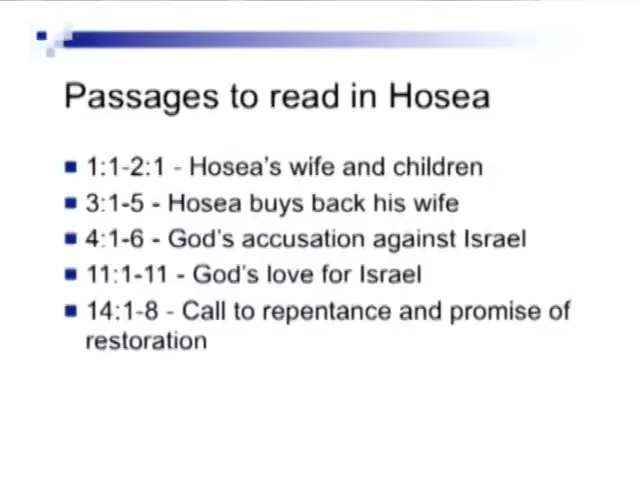 Passages to read in Hosea
1:1-2:1 - Hosea's wife and children
3:1-5 - Hosea buys back his wife
4:1-6 - God's accusation against Israel
11:1-11 - God's love for Israel
14:1-8 - Call to repentance and promise of
restoration